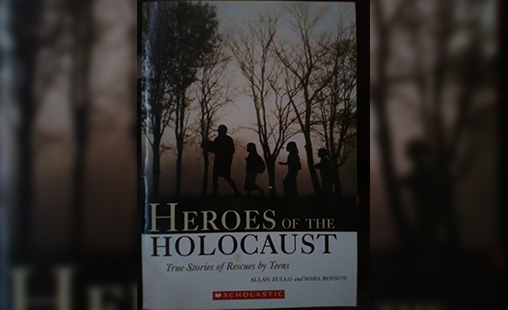 HEROES OF THE
HOLOCAUST
True Stories of Rescues by Teens
ALLAN ZULLO and MARA BOVSUN
SCHOLASTIC